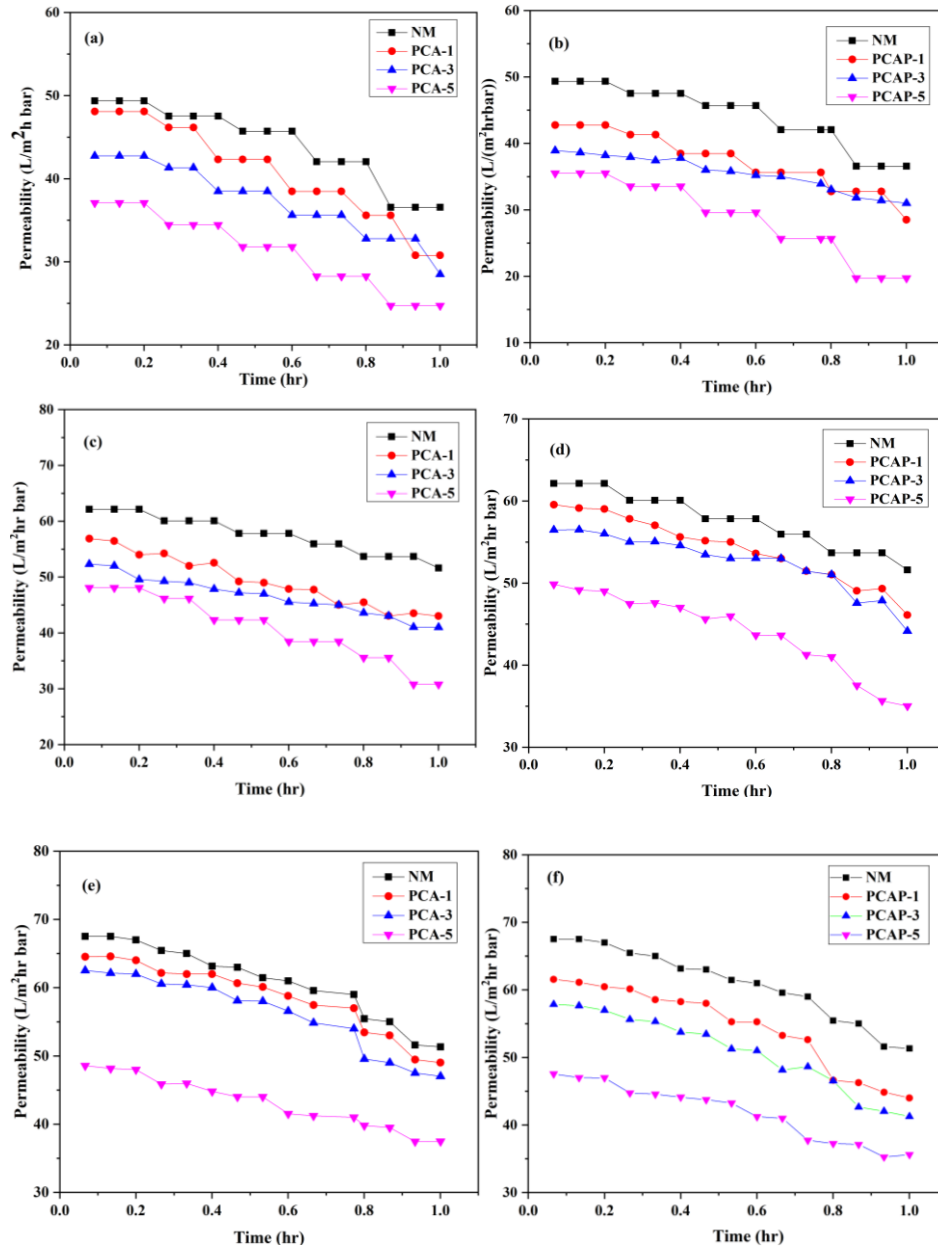 60
50
40
30
20
Permeability (L/m²h bar)
(a)
NM
PCA-1
PCA-3
PCA-5
0.0 0.2 0.4 0.6 0.8 1.0
Time (hr)
60
50
40
30
20
10
Permeability (L/(m²hrbar))
(b)
NM
PCAP-1
PCAP-3
PCAP-5
0.0 0.2 0.4 0.6 0.8 1.0
Time (hr)
80
70
60
50
40
30
20
Permeability (L/m²hr bar)
(c)
NM
PCA-1
PCA-3
PCA-5
0.0 0.2 0.4 0.6 0.8 1.0
Time (hr)
70
60
50
40
30
Permeability (L/m²hr bar)
(d)
NM
PCAP-1
PCAP-3
PCAP-5
0.0 0.2 0.4 0.6 0.8 1.0
Time (hr)
80
70
60
50
40
30
Permeability (L/m²hr bar)
(e)
NM
PCA-1
PCA-3
PCA-5
0.0 0.2 0.4 0.6 0.8 1.0
Time (hr)
80
70
60
50
40
30
Permeability (L/m²hr bar)
(f)
NM
PCAP-1
PCAP-3
PCAP-5
0.0 0.2 0.4 0.6 0.8 1.0
Time (hr)